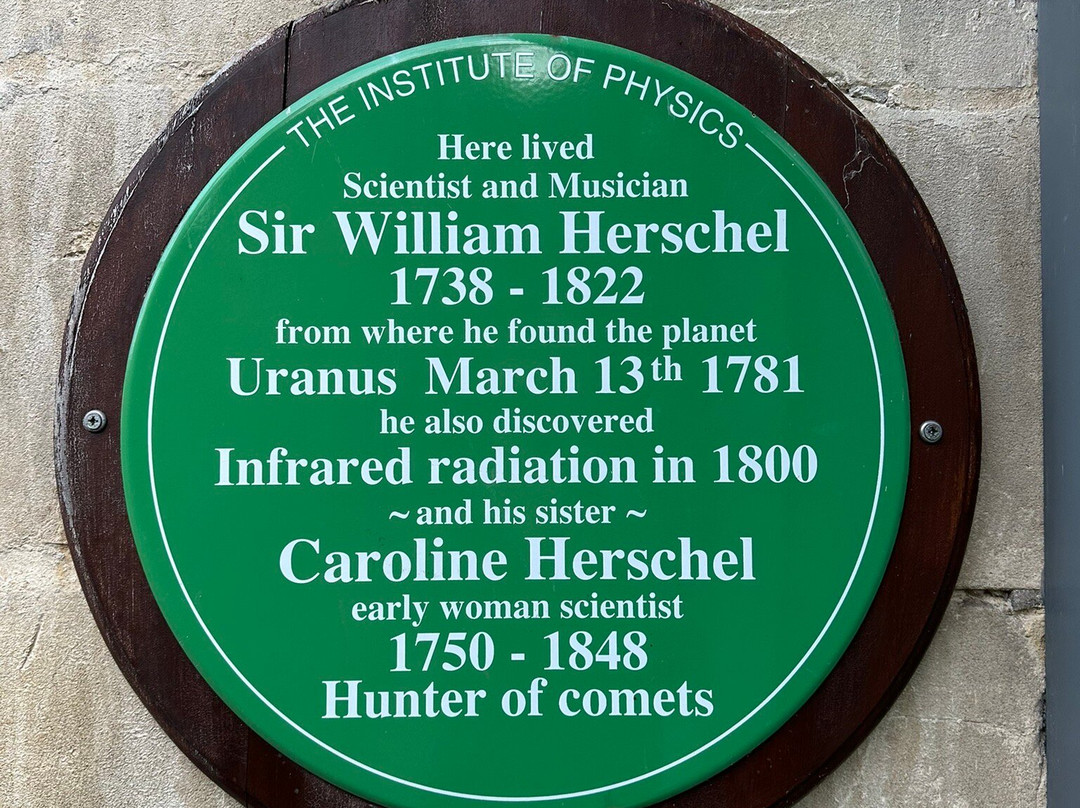 THE INSTITUTE OF PHYSICS
Here lived
Scientist and Musician
Sir William Herschel
1738 - 1822
from where he found the planet
Uranus March 13th 1781
he also discovered
Infrared radiation in 1800
~ and his sister ~
Caroline Herschel
early woman scientist
1750 - 1848
Hunter of comets